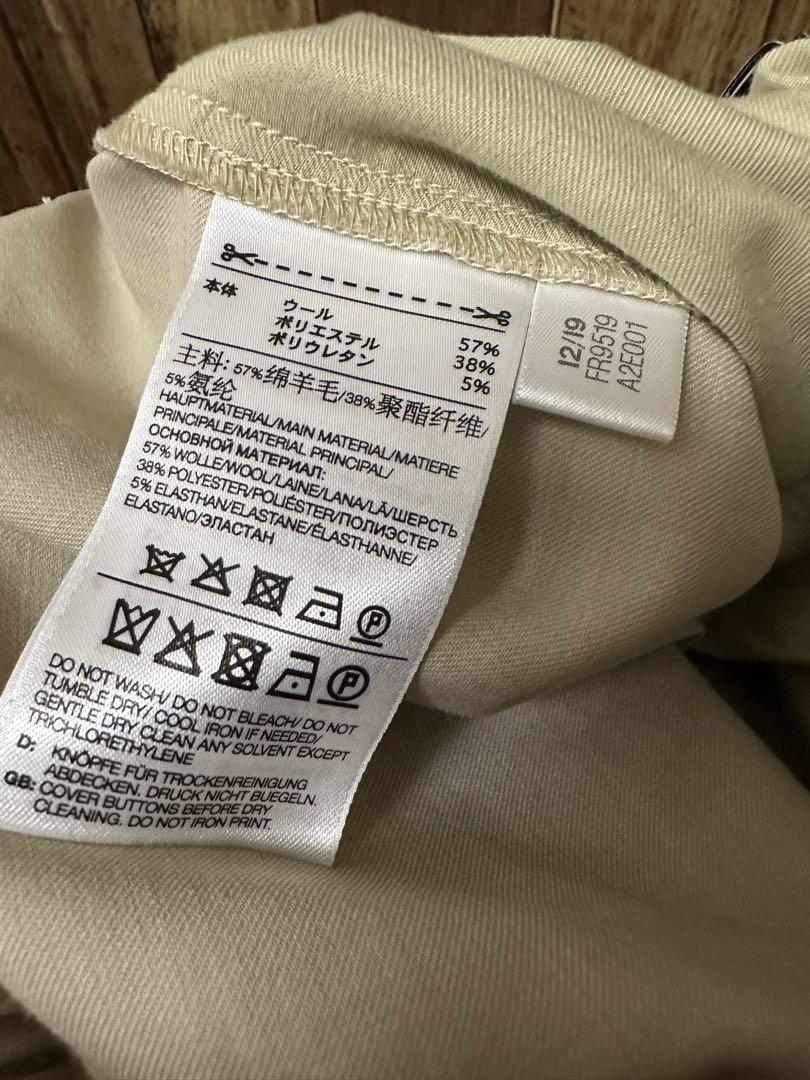 本体
ウール 57%
ポリエステル 38%
ポリウレタン 5%
主料: 57%绵羊毛/38%聚酯纤维/
5%氨纶
HAUPTMATERIAL/MAIN MATERIAL/MATIERE
PRINCIPALE/MATERIAL PRINCIPAL/
ОСНОВНОЙ МАТЕРИАЛ:
57% WOLLE/WOOL/LAINE/LANA/LÃ/ШЕРСТЬ
38% POLYESTER/POLIÉSTER/ПОЛИЭСТЕР
5% ELASTHAN/ELASTANE/ÉLASTHANNE/
ELASTANO/ЭЛАСТАН
P
P
DO NOT WASH/ DO NOT BLEACH/ DO NOT
TUMBLE DRY/ COOL IRON IF NEEDED/
GENTLE DRY CLEAN ANY SOLVENT EXCEPT
TRICHLORETHYLENE
D: KNÖPFE FÜR TROCKENREINIGUNG
ABDECKEN. DRUCK NICHT BUEGELN.
GB: COVER BUTTONS BEFORE DRY
CLEANING. DO NOT IRON PRINT.
12/19
FR9519
A2E001